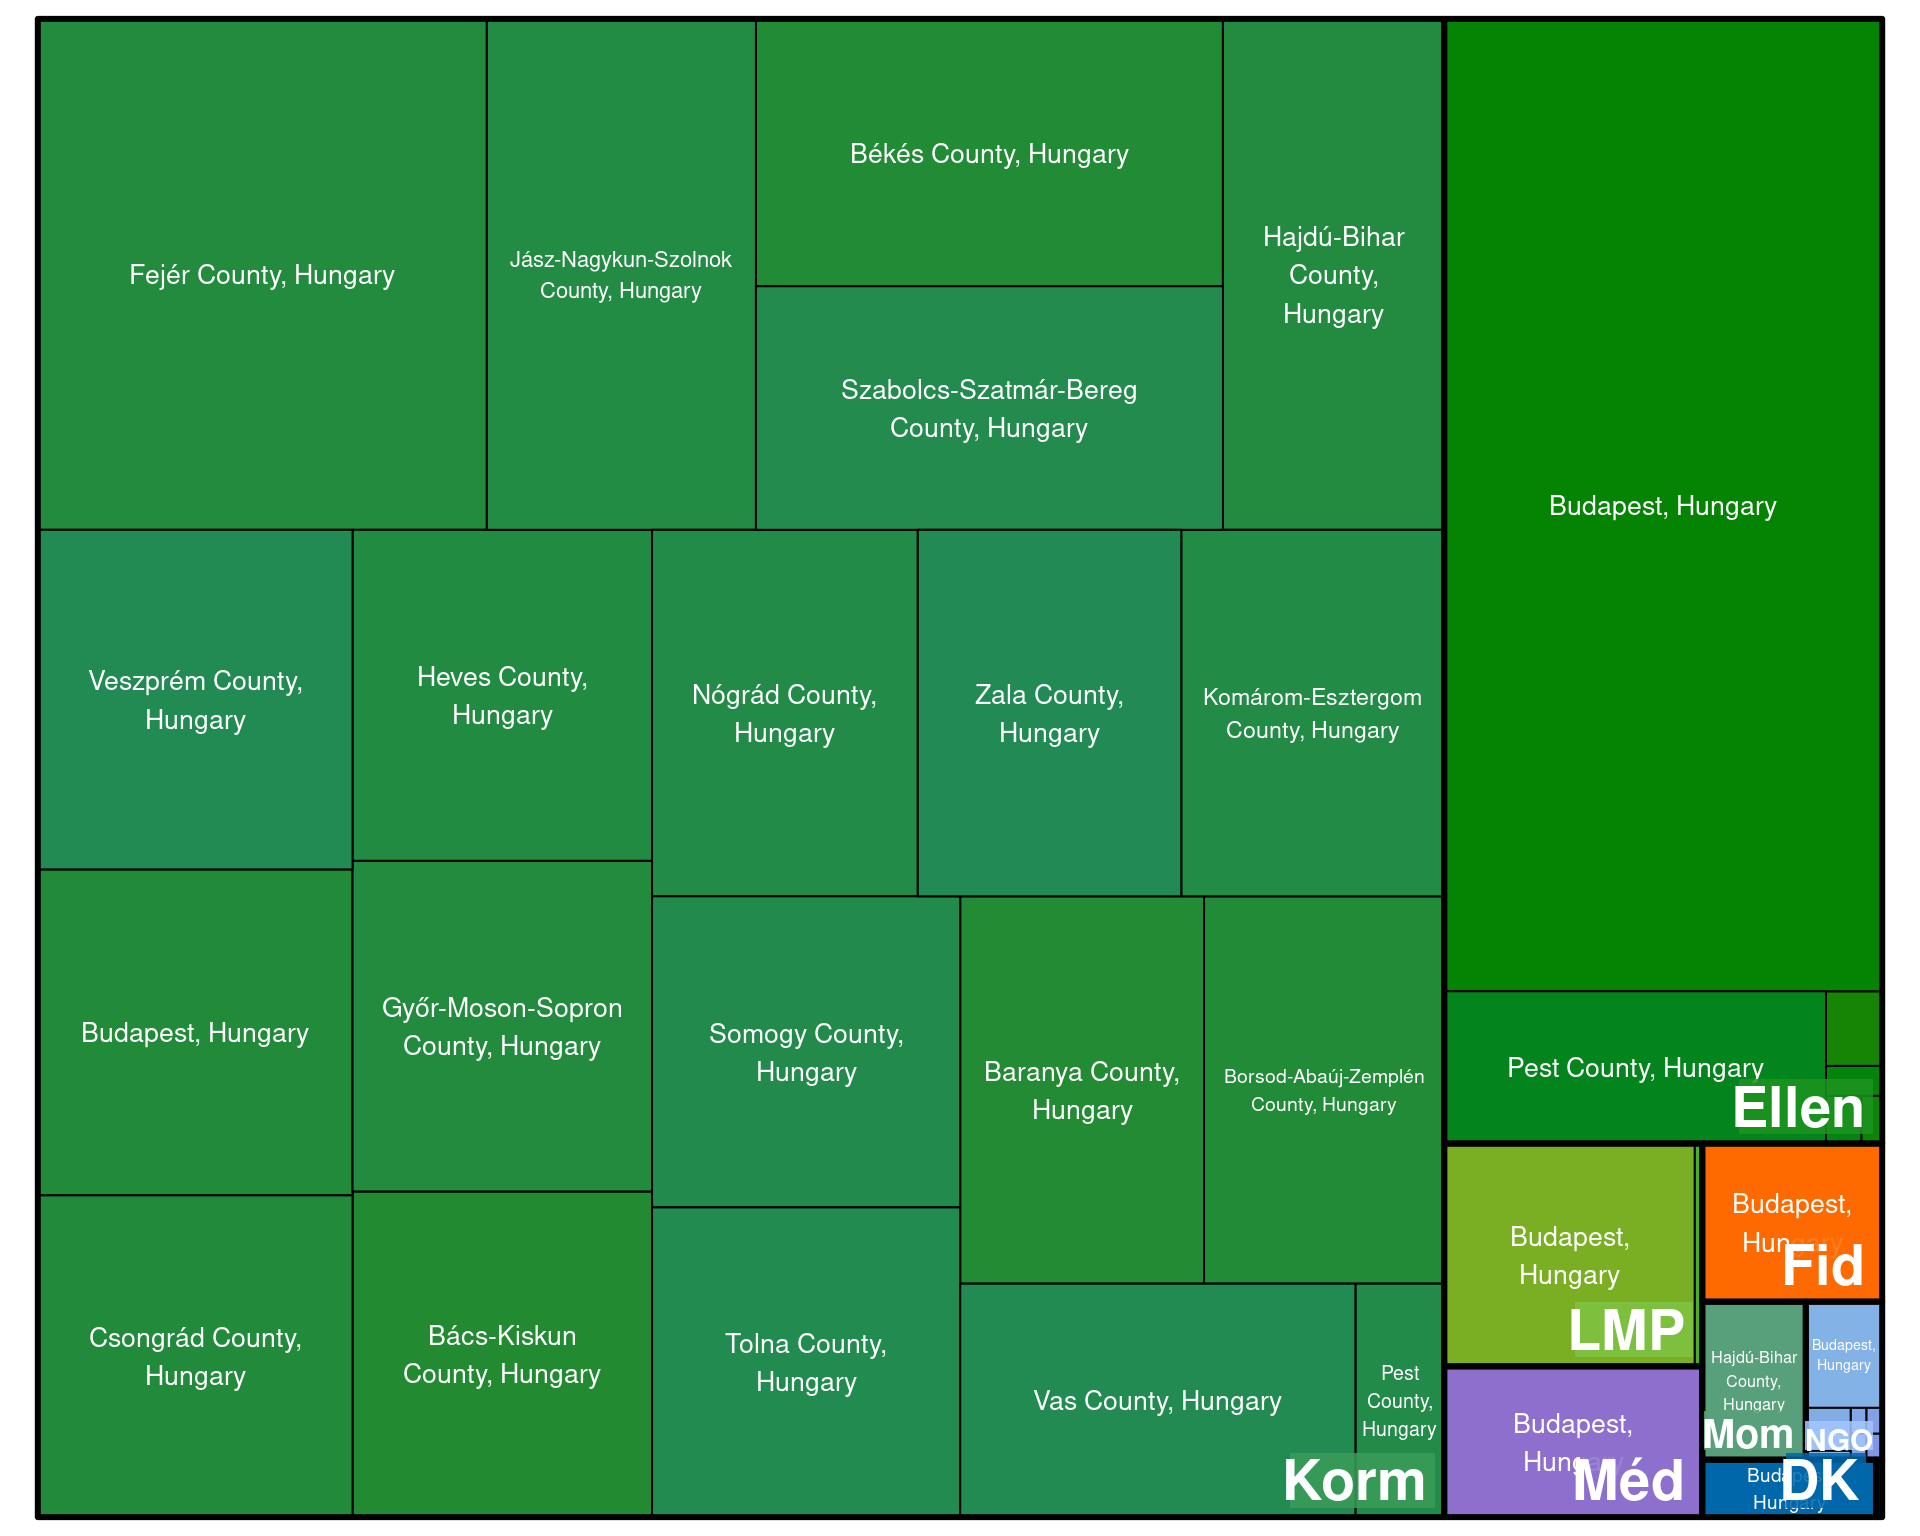 Fejér County, Hungary
Jász-Nagykun-Szolnok
County, Hungary
Békés County, Hungary
Szabolcs-Szatmár-Bereg
County, Hungary
Hajdú-Bihar
County,
Hungary
Veszprém County,
Hungary
Heves County,
Hungary
Nógrád County,
Hungary
Zala County,
Hungary
Komárom-Esztergom
County, Hungary
Budapest, Hungary
Győr-Moson-Sopron
County, Hungary
Somogy County,
Hungary
Baranya County,
Hungary
Borsod-Abaúj-Zemplén
County, Hungary
Csongrád County,
Hungary
Bács-Kiskun
County, Hungary
Tolna County,
Hungary
Vas County, Hungary
Pest
County,
Hungary
Korm
Budapest, Hungary
Pest County, Hungary
Ellen
Budapest,
Hungary
LMP
Budapest,
Hungary
Fid
Budapest,
Hungary
Méd
Hajdú-Bihar
County,
Hungary
Mom
Budapest,
Hungary
NGO
Budapest,
Hungary
DK